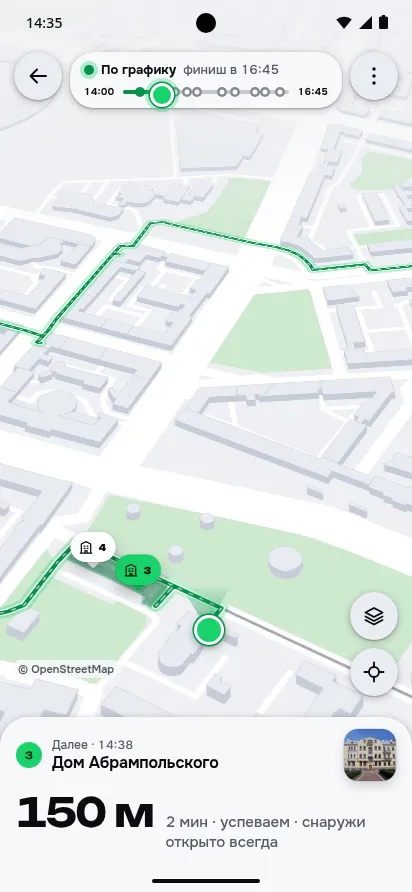 14:35
По графику финиш в 16:45
14:00 16:45
4
3
© OpenStreetMap
3
Далее · 14:38
Дом Абрампольского
150 м
2 мин · успеваем · снаружи
открыто всегда